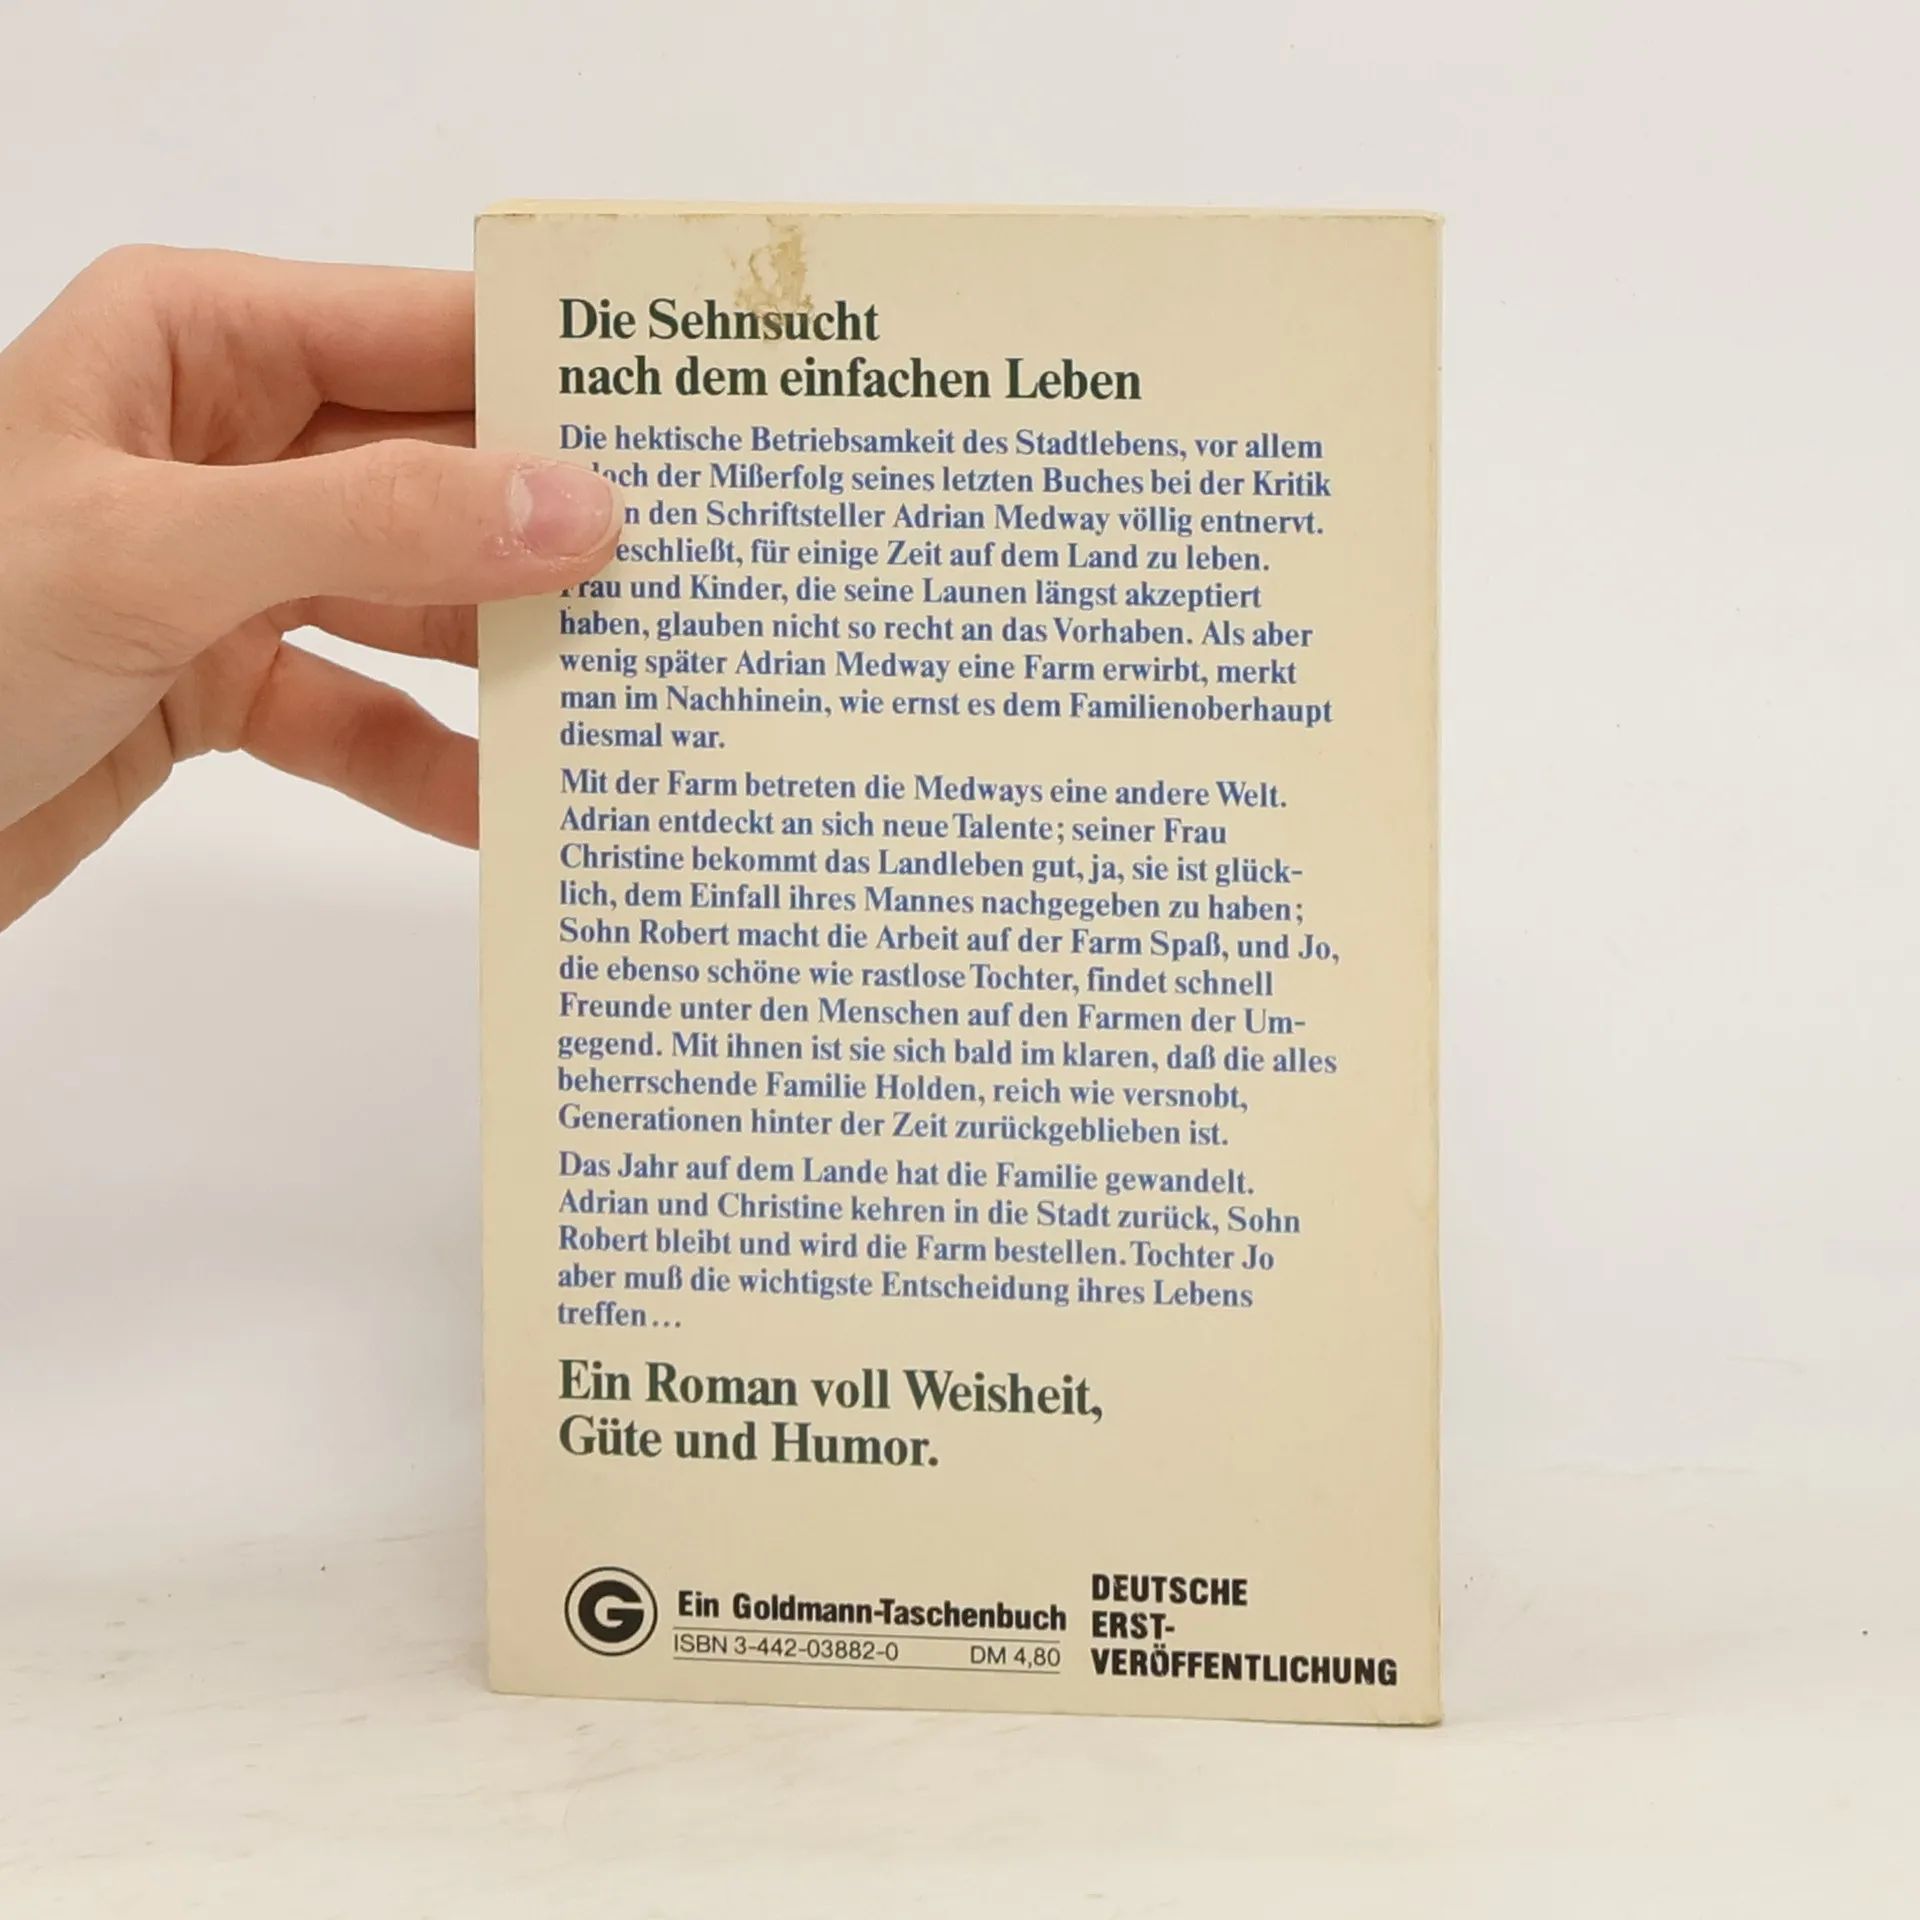 Die Sehnsucht
nach dem einfachen Leben
Die hektische Betriebsamkeit des Stadtlebens, vor allem
der Mißerfolg seines letzten Buches bei der Kritik
den Schriftsteller Adrian Medway völlig entnervt.
für einige Zeit auf dem Land zu leben.
Frau und Kinder, die seine Launen längst akzeptiert
haben, glauben nicht so recht an das Vorhaben. Als aber
wenig später Adrian Medway eine Farm erwirbt, merkt
man im Nachhinein, wie ernst es dem Familienoberhaupt
diesmal war.
Mit der Farm betreten die Medways eine andere Welt.
Adrian entdeckt an sich neue Talente; seiner Frau
Christine bekommt das Landleben gut, ja, sie ist glück-
lich, dem Einfall ihres Mannes nachgegeben zu haben;
Sohn Robert macht die Arbeit auf der Farm Spaß, und Jo,
die ebenso schöne wie rastlose Tochter, findet schnell
Freunde unter den Menschen auf den Farmen der Um-
gegend. Mit ihnen ist sie sich bald im klaren, daß die alles
beherrschende Familie Holden, reich wie versnobt,
Generationen hinter der Zeit zurückgeblieben ist.
Das Jahr auf dem Lande hat die Familie gewandelt.
Adrian und Christine kehren in die Stadt zurück, Sohn
Robert bleibt und wird die Farm bestellen. Tochter Jo
aber muß die wichtigste Entscheidung ihres Lebens
treffen...
Ein Roman voll Weisheit,
Güte und Humor.
G
Ein Goldmann-Taschenbuch
ISBN 3-442-03882-0 DM 4,80
DEUTSCHE
ERST-
VERÖFFENTLICHUNG